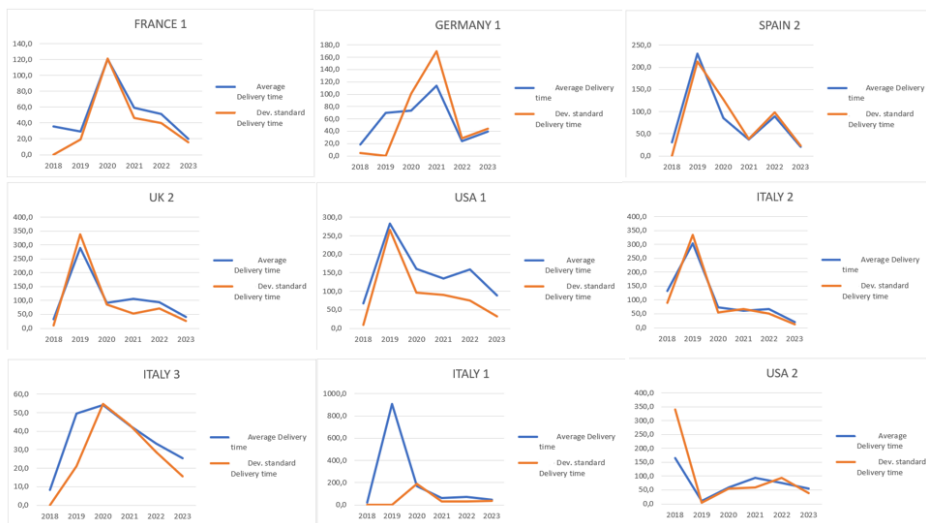 FRANCE 1
140,0
120,0
100,0
80,0
60,0
40,0
20,0
0,0
2018 2019 2020 2021 2022 2023
Average
Delivery time
Dev. standard
Delivery time
GERMANY 1
180,0
160,0
140,0
120,0
100,0
80,0
60,0
40,0
20,0
0,0
2018 2019 2020 2021 2022 2023
Average Delivery
time
Dev. standard
Delivery time
SPAIN 2
250,0
200,0
150,0
100,0
50,0
0,0
2018 2019 2020 2021 2022 2023
Average Delivery
time
Dev. standard
Delivery time
UK 2
400,0
350,0
300,0
250,0
200,0
150,0
100,0
50,0
0,0
2018 2019 2020 2021 2022 2023
Average
Delivery time
Dev. standard
Delivery time
USA 1
300,0
250,0
200,0
150,0
100,0
50,0
0,0
2018 2019 2020 2021 2022 2023
Average
Delivery time
Dev. standard
Delivery time
ITALY 2
400,0
350,0
300,0
250,0
200,0
150,0
100,0
50,0
0,0
2018 2019 2020 2021 2022 2023
Average Delivery
time
Dev. standard
Delivery time
ITALY 3
60,0
50,0
40,0
30,0
20,0
10,0
0,0
2018 2019 2020 2021 2022 2023
Average Delivery
time
Dev. standard
Delivery time
ITALY 1
1000,0
800,0
600,0
400,0
200,0
0,0
2018 2019 2020 2021 2022 2023
Average Delivery
time
Dev. standard
Delivery time
USA 2
400,0
350,0
300,0
250,0
200,0
150,0
100,0
50,0
0,0
2018 2019 2020 2021 2022 2023
Average
Delivery time
Dev. standard
Delivery time